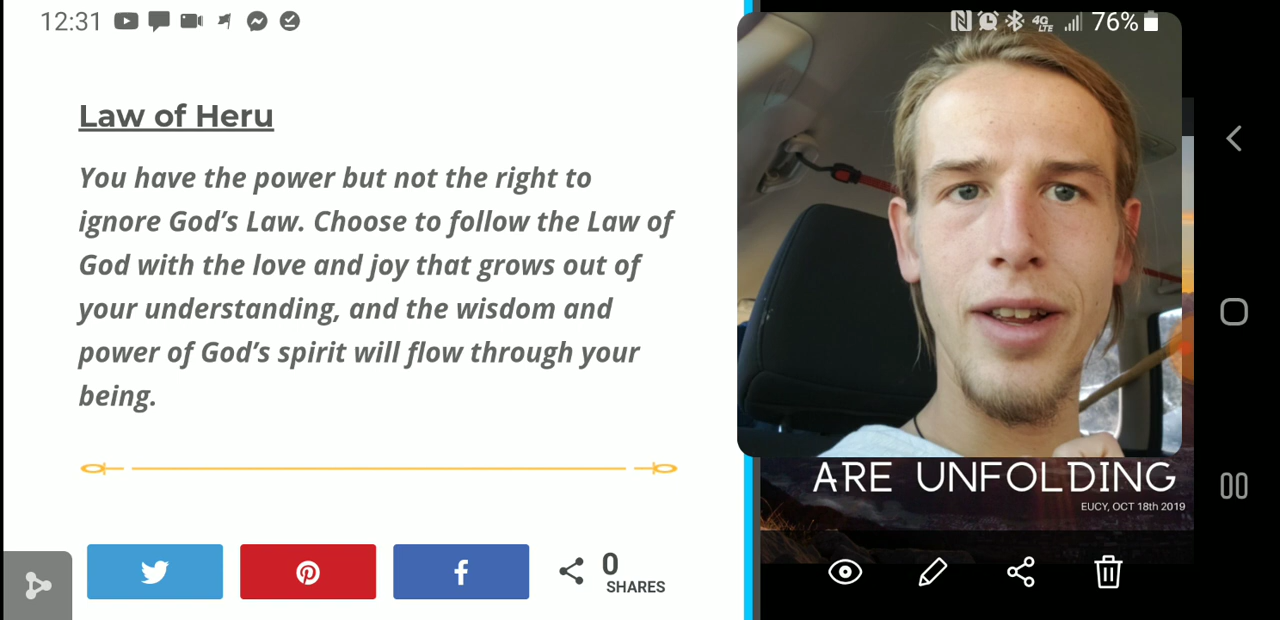 12:31
4G LTE 76%
Law of Heru
You have the power but not the right to
ignore God's Law. Choose to follow the Law of
God with the love and joy that grows out of
your understanding, and the wisdom and
power of God's spirit will flow through your
being.
0
SHARES
ARE UNFOLDING
EUCY, OCT 18th 2019